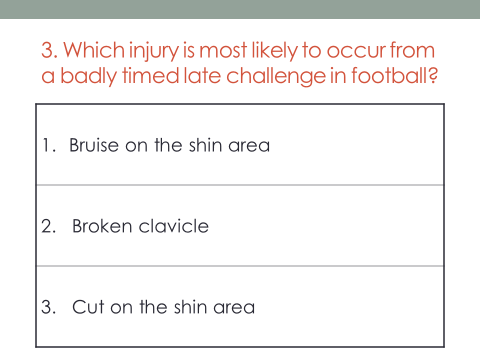 3. Which injury is most likely to occur from
a badly timed late challenge in football?
1. Bruise on the shin area
2. Broken clavicle
3. Cut on the shin area